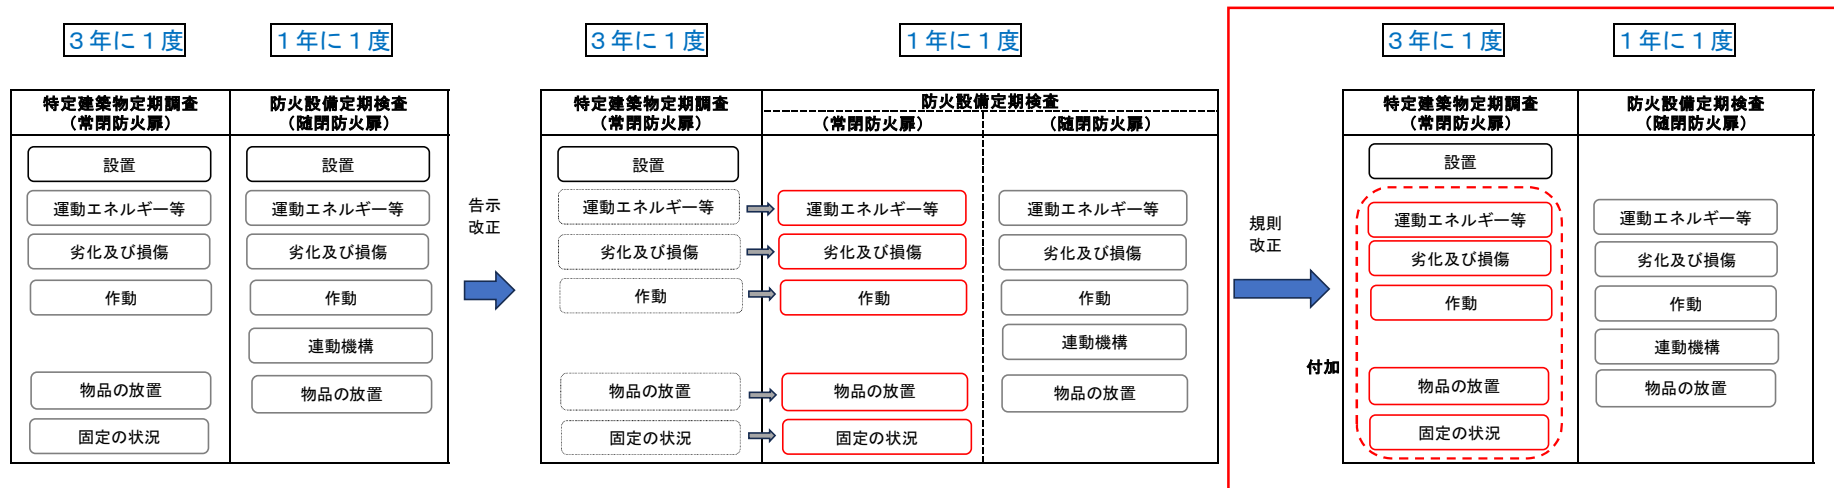 ３年に１度
１年に１度
特定建築物定期調査
（常閉防火扉）
防火設備定期検査
（随閉防火扉）
設置
設置
運動エネルギー等
運動エネルギー等
劣化及び損傷
劣化及び損傷
作動
作動
連動機構
物品の放置
物品の放置
固定の状況
告示
改正
３年に１度
１年に１度
特定建築物定期調査
（常閉防火扉）
防火設備定期検査
（常閉防火扉）
（随閉防火扉）
設置
運動エネルギー等
運動エネルギー等
運動エネルギー等
劣化及び損傷
劣化及び損傷
劣化及び損傷
作動
作動
作動
連動機構
物品の放置
物品の放置
物品の放置
固定の状況
固定の状況
規則
改正
３年に１度
１年に１度
特定建築物定期調査
（常閉防火扉）
防火設備定期検査
（随閉防火扉）
設置
運動エネルギー等
運動エネルギー等
劣化及び損傷
劣化及び損傷
作動
作動
連動機構
付加
物品の放置
物品の放置
固定の状況